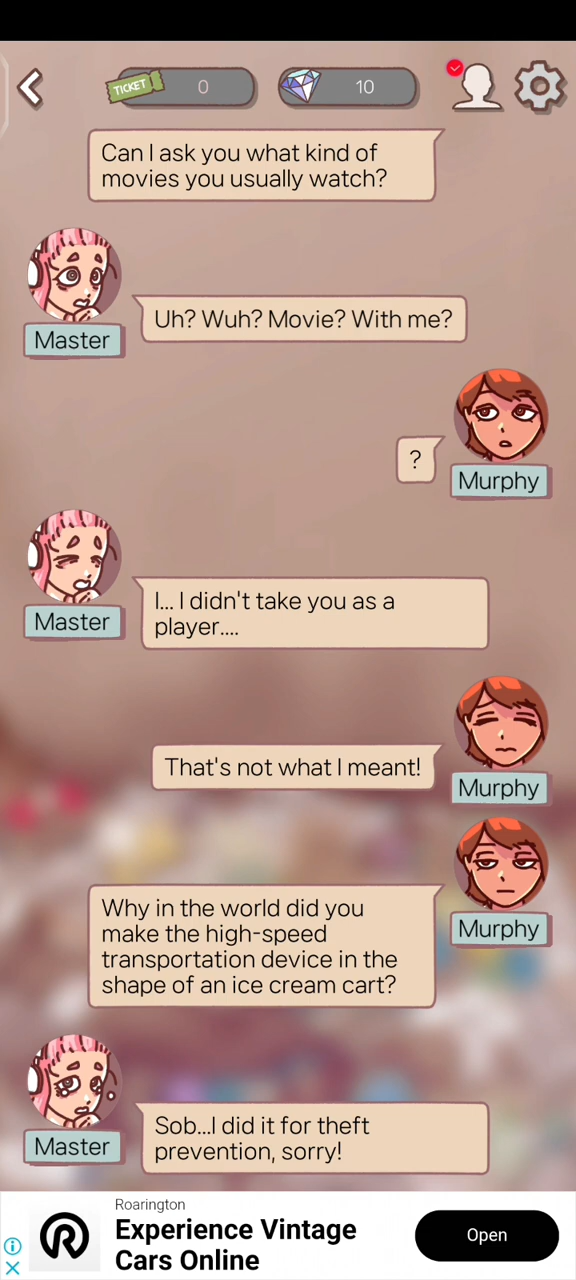 TICKET
0
10
Can I ask you what kind of
movies you usually watch?
Master
Uh? Wuh? Movie? With me?
?
Murphy
Master
I... I didn't take you as a
player....
That's not what I meant!
Murphy
Why in the world did you
make the high-speed
transportation device in the
shape of an ice cream cart?
Murphy
Master
Sob...I did it for theft
prevention, sorry!
Roarington
Experience Vintage
Cars Online
Open